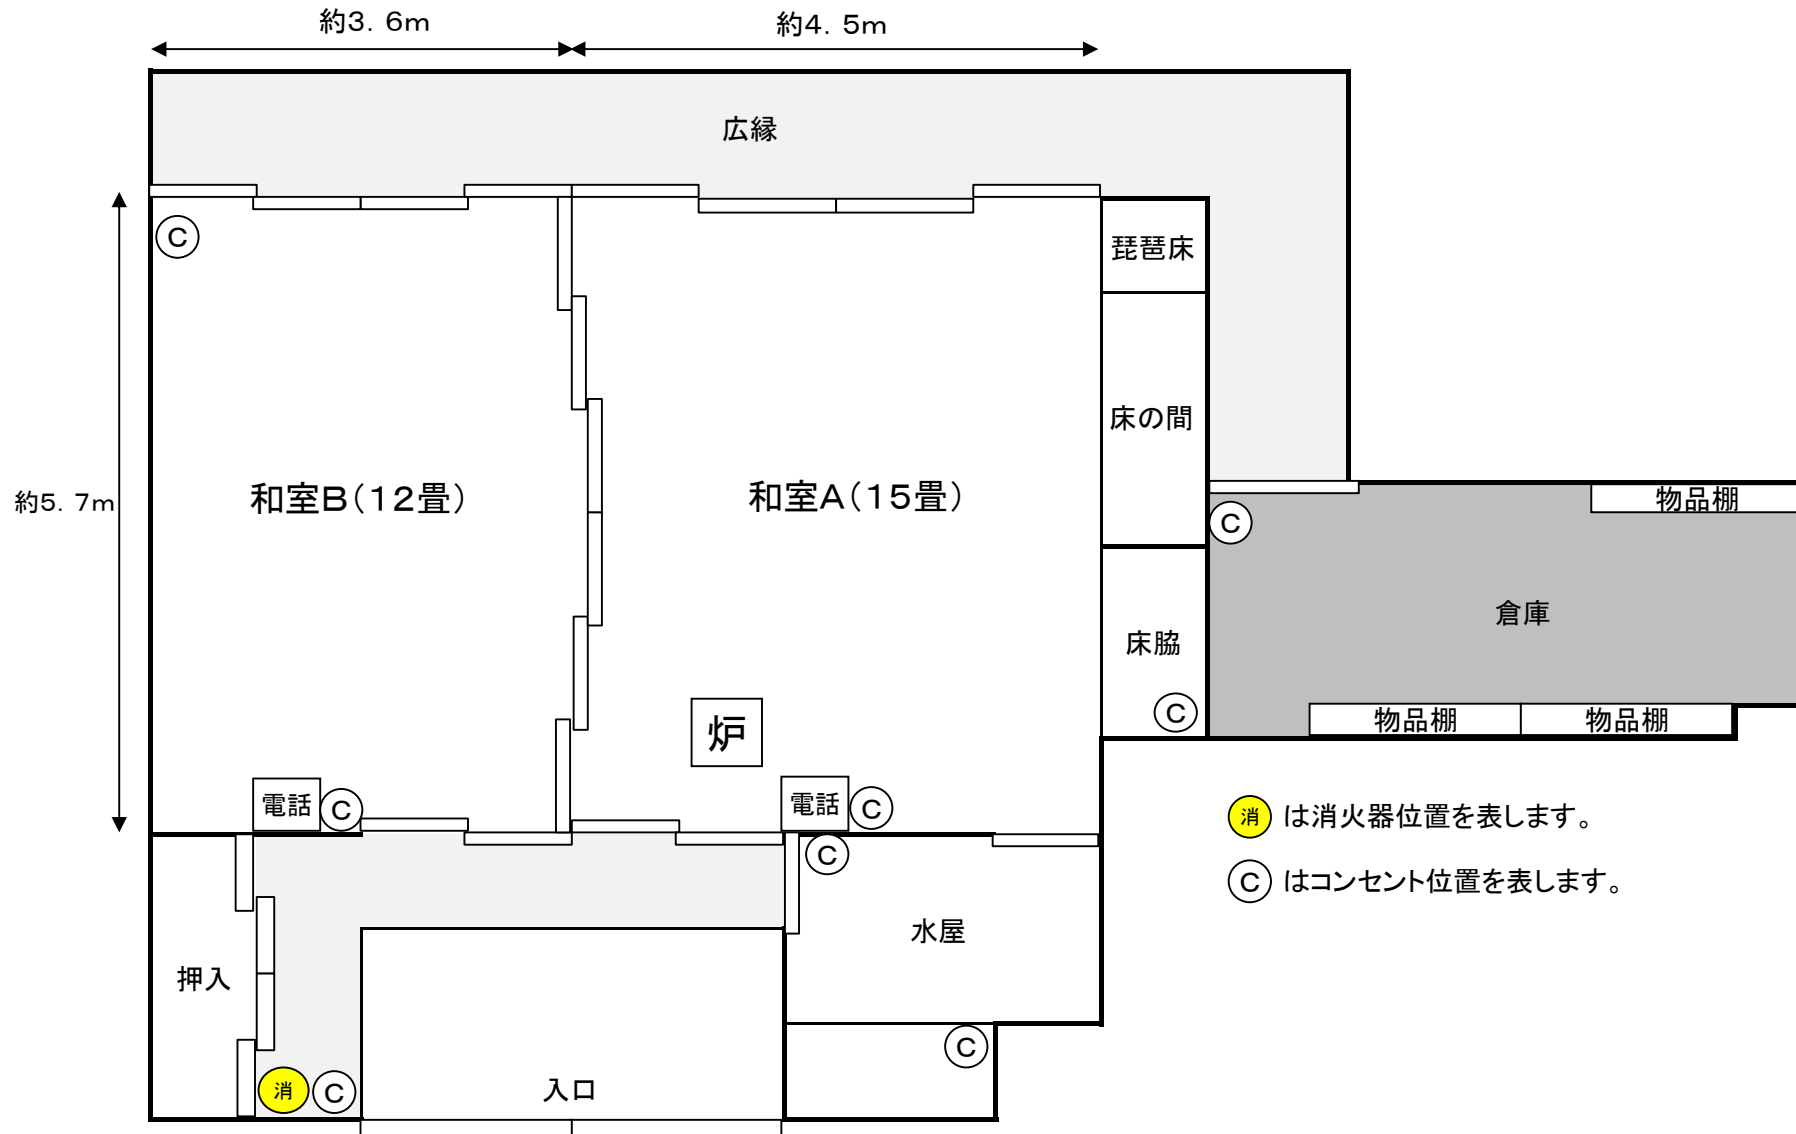 約3．6m
約4．5m
広縁
C
琵琶床
床の間
約5．7m
和室B（12畳）
和室A（15畳）
物品棚
C
倉庫
床脇
C
炉
物品棚
物品棚
電話
C
電話
C
消 は消火器位置を表します。
C
C はコンセント位置を表します。
水屋
押入
C
消
C
入口